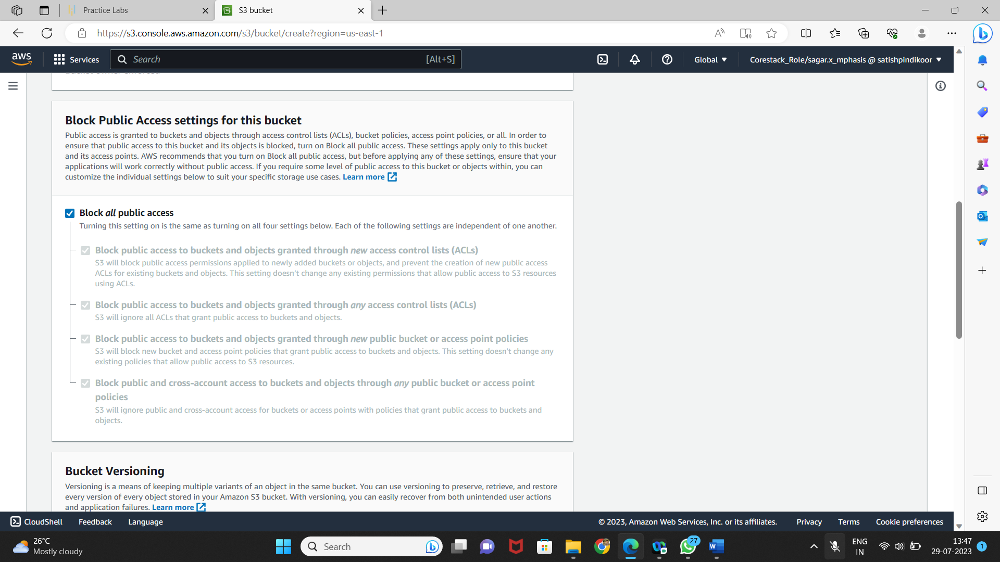 Practice Labs
S3 bucket
https://s3.console.aws.amazon.com/s3/bucket/create?region=us-east-1
aws
Services
Search
[Alt+S]
Global
Corestack_Role/sagar.x_mphasis @ satishpindikoor
Block Public Access settings for this bucket
Public access is granted to buckets and objects through access control lists (ACLs), bucket policies, access point policies, or all. In order to
ensure that public access to this bucket and its objects is blocked, turn on Block all public access. These settings apply only to this bucket
and its access points. AWS recommends that you turn on Block all public access, but before applying any of these settings, ensure that your
applications will work correctly without public access. If you require some level of public access to this bucket or objects within, you can
customize the individual settings below to suit your specific storage use cases. Learn more
Block all public access
Turning this setting on is the same as turning on all four settings below. Each of the following settings are independent of one another.
Block public access to buckets and objects granted through new access control lists (ACLs)
S3 will block public access permissions applied to newly added buckets or objects, and prevent the creation of new public access
ACLs for existing buckets and objects. This setting doesn't change any existing permissions that allow public access to S3 resources
using ACLs.
Block public access to buckets and objects granted through any access control lists (ACLs)
S3 will ignore all ACLs that grant public access to buckets and objects.
Block public access to buckets and objects granted through new public bucket or access point policies
S3 will block new bucket and access point policies that grant public access to buckets and objects. This setting doesn't change any
existing policies that allow public access to S3 resources.
Block public and cross-account access to buckets and objects through any public bucket or access point
policies
S3 will ignore public and cross-account access for buckets or access points with policies that grant public access to buckets and
objects.
Bucket Versioning
Versioning is a means of keeping multiple variants of an object in the same bucket. You can use versioning to preserve, retrieve, and restore
every version of every object stored in your Amazon S3 bucket. With versioning, you can easily recover from both unintended user actions
and application failures. Learn more
CloudShell
Feedback
Language
© 2023, Amazon Web Services, Inc. or its affiliates.
Privacy
Terms
Cookie preferences
26°C
Mostly cloudy
Search
27
ENG
IN
13:47
29-07-2023
1